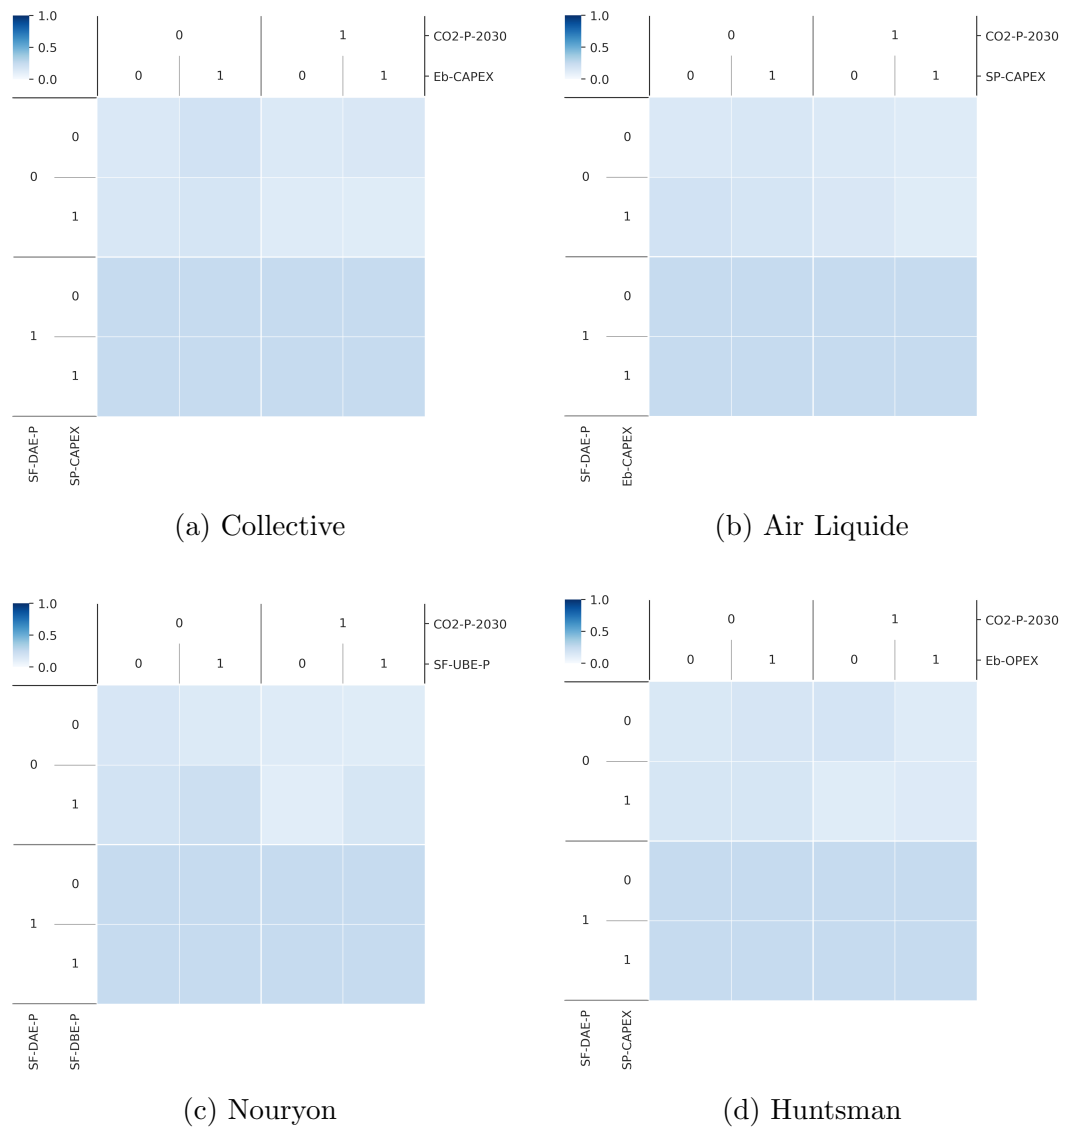 1.0
0.5
0.0
0 1 CO2-P-2030
0 1 0 1 Eb-CAPEX
0
0
1
0
1
1
SF-DAE-P
SP-CAPEX
(a) Collective
1.0
0.5
0.0
0 1 CO2-P-2030
0 1 0 1 SP-CAPEX
0
0
1
0
1
1
SF-DAE-P
Eb-CAPEX
(b) Air Liquide
1.0
0.5
0.0
0 1 CO2-P-2030
0 1 0 1 SF-UBE-P
0
0
1
0
1
1
SF-DAE-P
SF-DBE-P
(c) Nouryon
1.0
0.5
0.0
0 1 CO2-P-2030
0 1 0 1 Eb-OPEX
0
0
1
0
1
1
SF-DAE-P
SP-CAPEX
(d) Huntsman